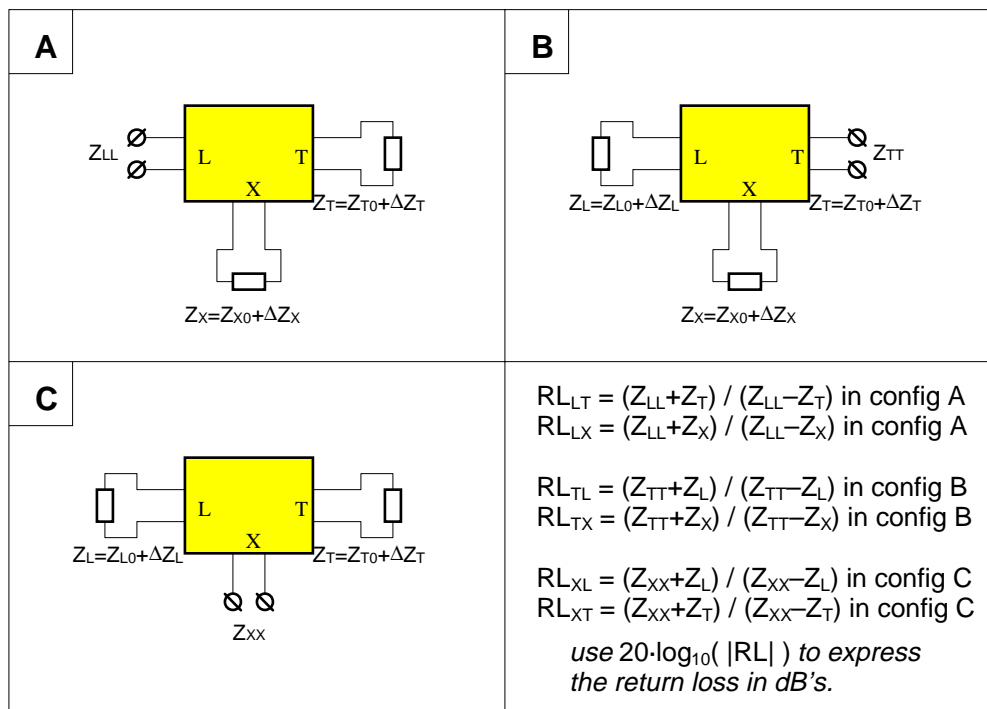 A
ZLL
L
T
X
ZT=ZT0+ΔZT
ZX=ZX0+ΔZX
B
L
T
X
ZTT
ZL=ZL0+ΔZL
ZT=ZT0+ΔZT
ZX=ZX0+ΔZX
C
L
T
X
ZL=ZL0+ΔZL
ZT=ZT0+ΔZT
ZXX
RLLT = (ZLL+ZT) / (ZLL–ZT) in config A
RLLX = (ZLL+ZX) / (ZLL–ZX) in config A
RLTL = (ZTT+ZL) / (ZTT–ZL) in config B
RLTX = (ZTT+ZX) / (ZTT–ZX) in config B
RLXL = (ZXX+ZL) / (ZXX–ZL) in config C
RLXT = (ZXX+ZT) / (ZXX–ZT) in config C
use 20·log10( |RL| ) to express
the return loss in dB's.